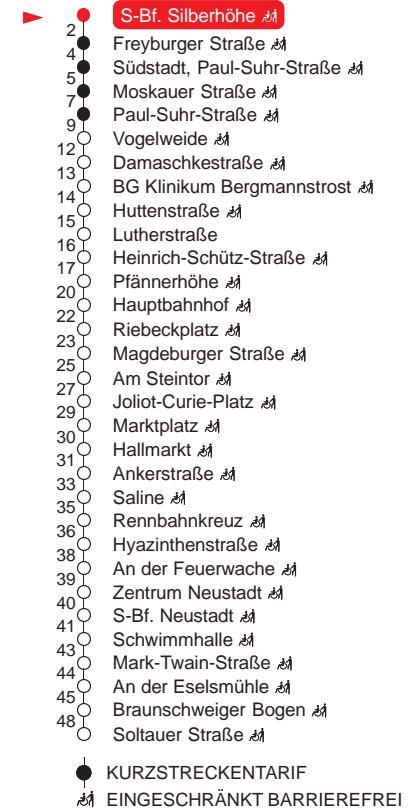 S-Bf. Silberhöhe
2
Freyburger Straße
4
Südstadt, Paul-Suhr-Straße
5
Moskauer Straße
7
Paul-Suhr-Straße
9
Vogelweide
12
Damaschkestraße
13
BG Klinikum Bergmannstrost
14
Huttenstraße
15
Lutherstraße
16
Heinrich-Schütz-Straße
17
Pfännerhöhe
20
Hauptbahnhof
22
Riebeckplatz
23
Magdeburger Straße
25
Am Steintor
27
Joliot-Curie-Platz
29
Marktplatz
30
Hallmarkt
31
Ankerstraße
33
Saline
35
Rennbahnkreuz
36
Hyazinthenstraße
38
An der Feuerwache
39
Zentrum Neustadt
40
S-Bf. Neustadt
41
Schwimmhalle
43
Mark-Twain-Straße
44
An der Eselsmühle
45
Braunschweiger Bogen
48
Soltauer Straße
KURZSTRECKENTARIF
EINGESCHRÄNKT BARRIEREFREI